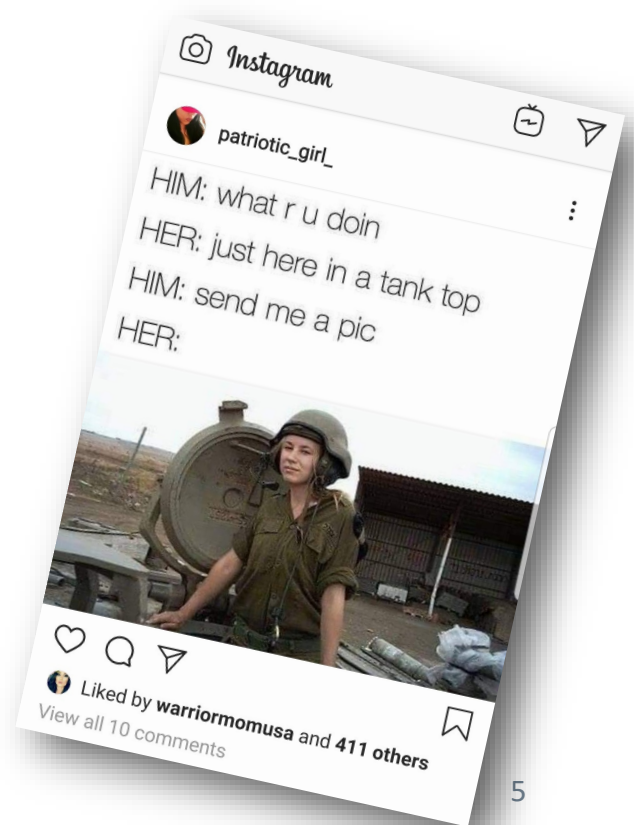 Instagram
patriotic_girl_
HIM: what r u doin
HER: just here in a tank top
HIM: send me a pic
HER:
Liked by warriormomusa and 411 others
View all 10 comments
5